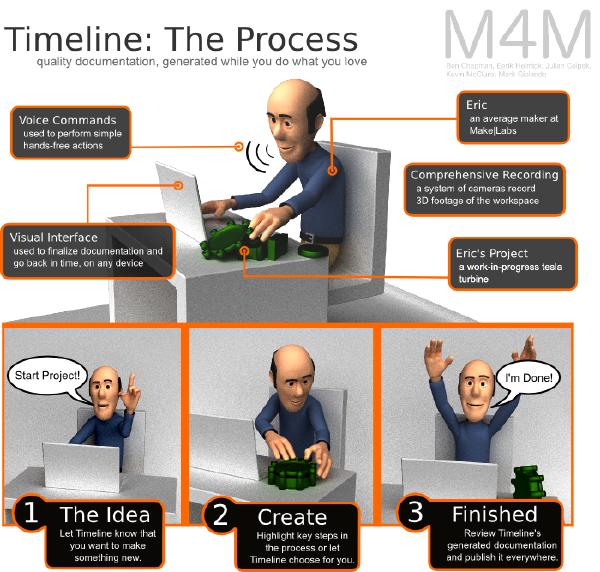 Timeline: The Process
quality documentation, generated while you do what you love
M4M
Ben Chapman, Eerik Helmick, Julian Ceipek,
Kevin McClure, Mark
Voice Commands
used to perform simple
hands-free actions
Eric
an average maker at
Make|Labs
Comprehensive Recording
a system of cameras record
3D footage of the workspace
Visual Interface
used to finalize documentation and
go back in time, on any device
Eric's Project
a work-in-progress tesla
turbine
Start Project!
I'm Done!
1 The Idea
Let Timeline know that
you want to make
something new.
2 Create
Highlight key steps in
the process or let
Timeline choose for you.
3 Finished
Review Timeline's
generated documentation
and publish it everywhere.